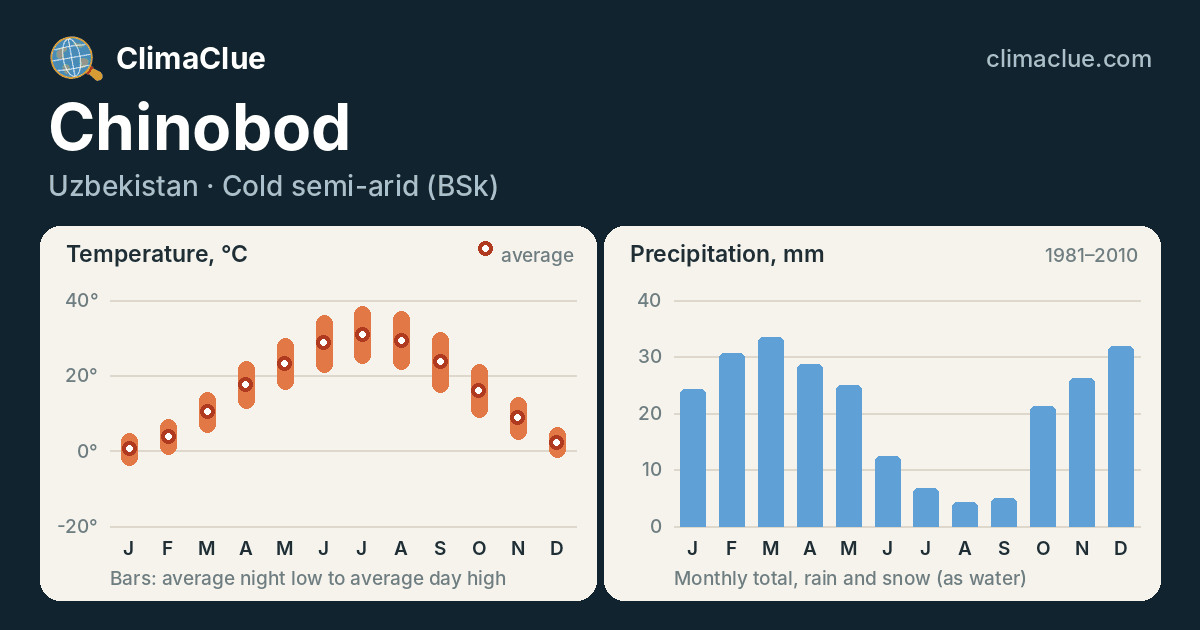 ClimaClue
climaclue.com
Chinobod
Uzbekistan · Cold semi-arid (BSk)
Temperature, °C
average
40°
20°
0°
-20°
J F M A M J J A S O N D
Bars: average night low to average day high
Precipitation, mm
1981–2010
40
30
20
10
0
J F M A M J J A S O N D
Monthly total, rain and snow (as water)